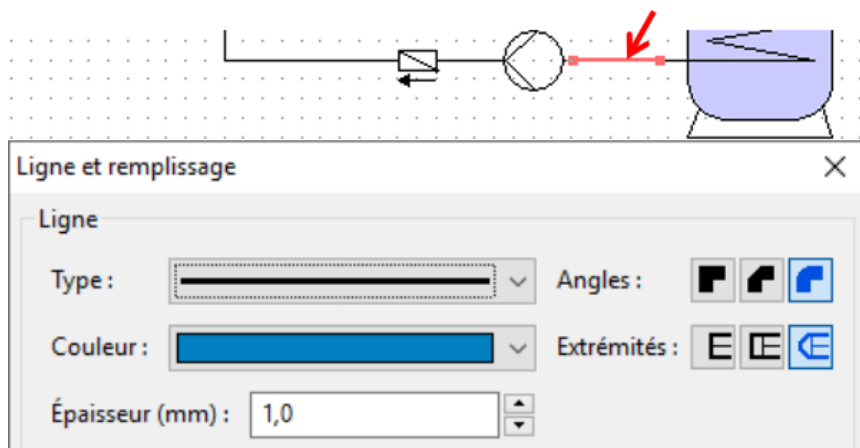 Ligne et remplissage
Ligne
Type :
Angles :
Couleur :
Extrémités :
Épaisseur (mm) :
1,0